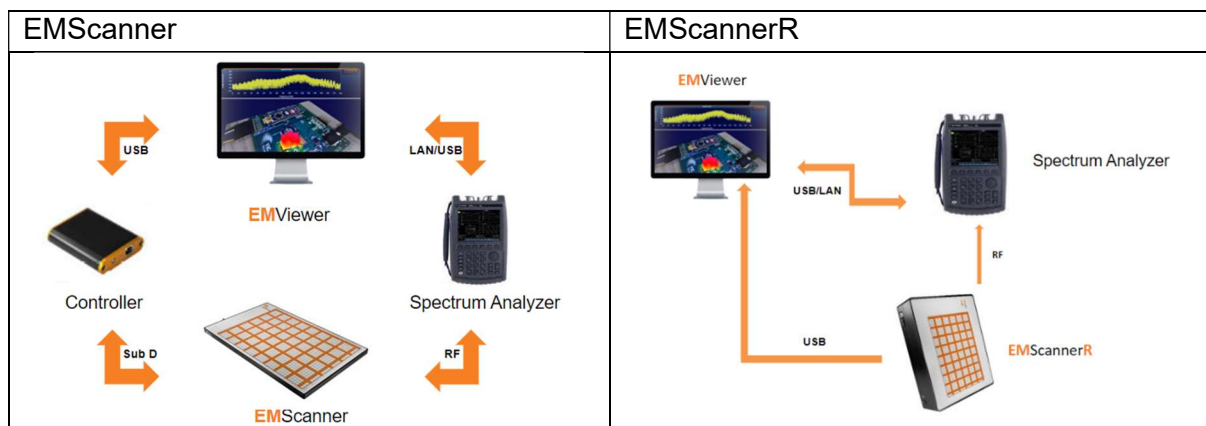 EMScanner
EMScannerR
USB
LAN/USB
EMViewer
Controller
Spectrum Analyzer
Sub D
RF
EMScanner
EMViewer
Spectrum Analyzer
USB/LAN
RF
USB
EMScannerR